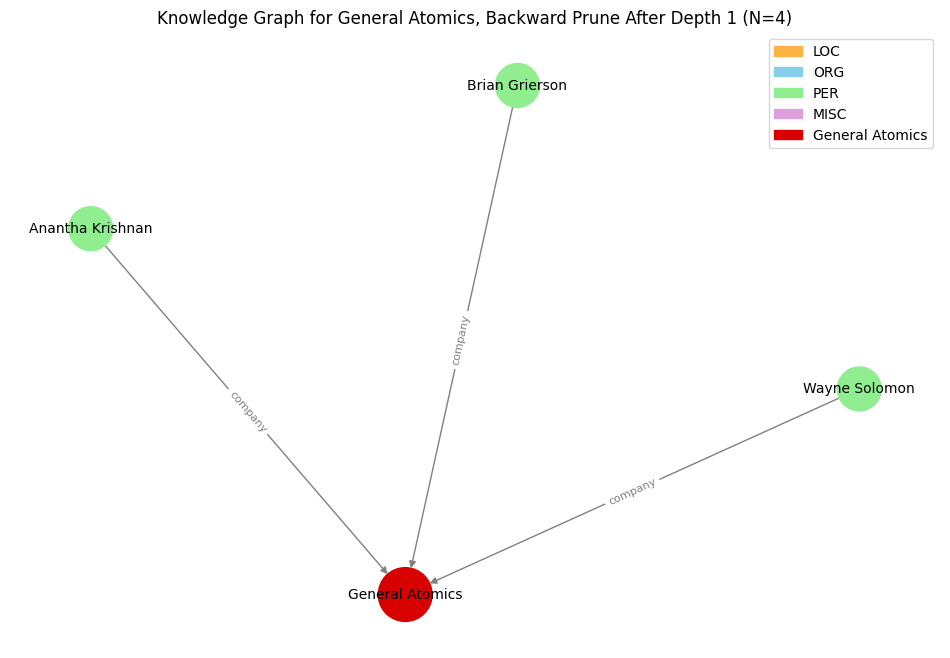 Knowledge Graph for General Atomics, Backward Prune After Depth 1 (N=4)
LOC
ORG
PER
MISC
General Atomics
Brian Grierson
Anantha Krishnan
company
Wayne Solomon
company
company
General Atomics